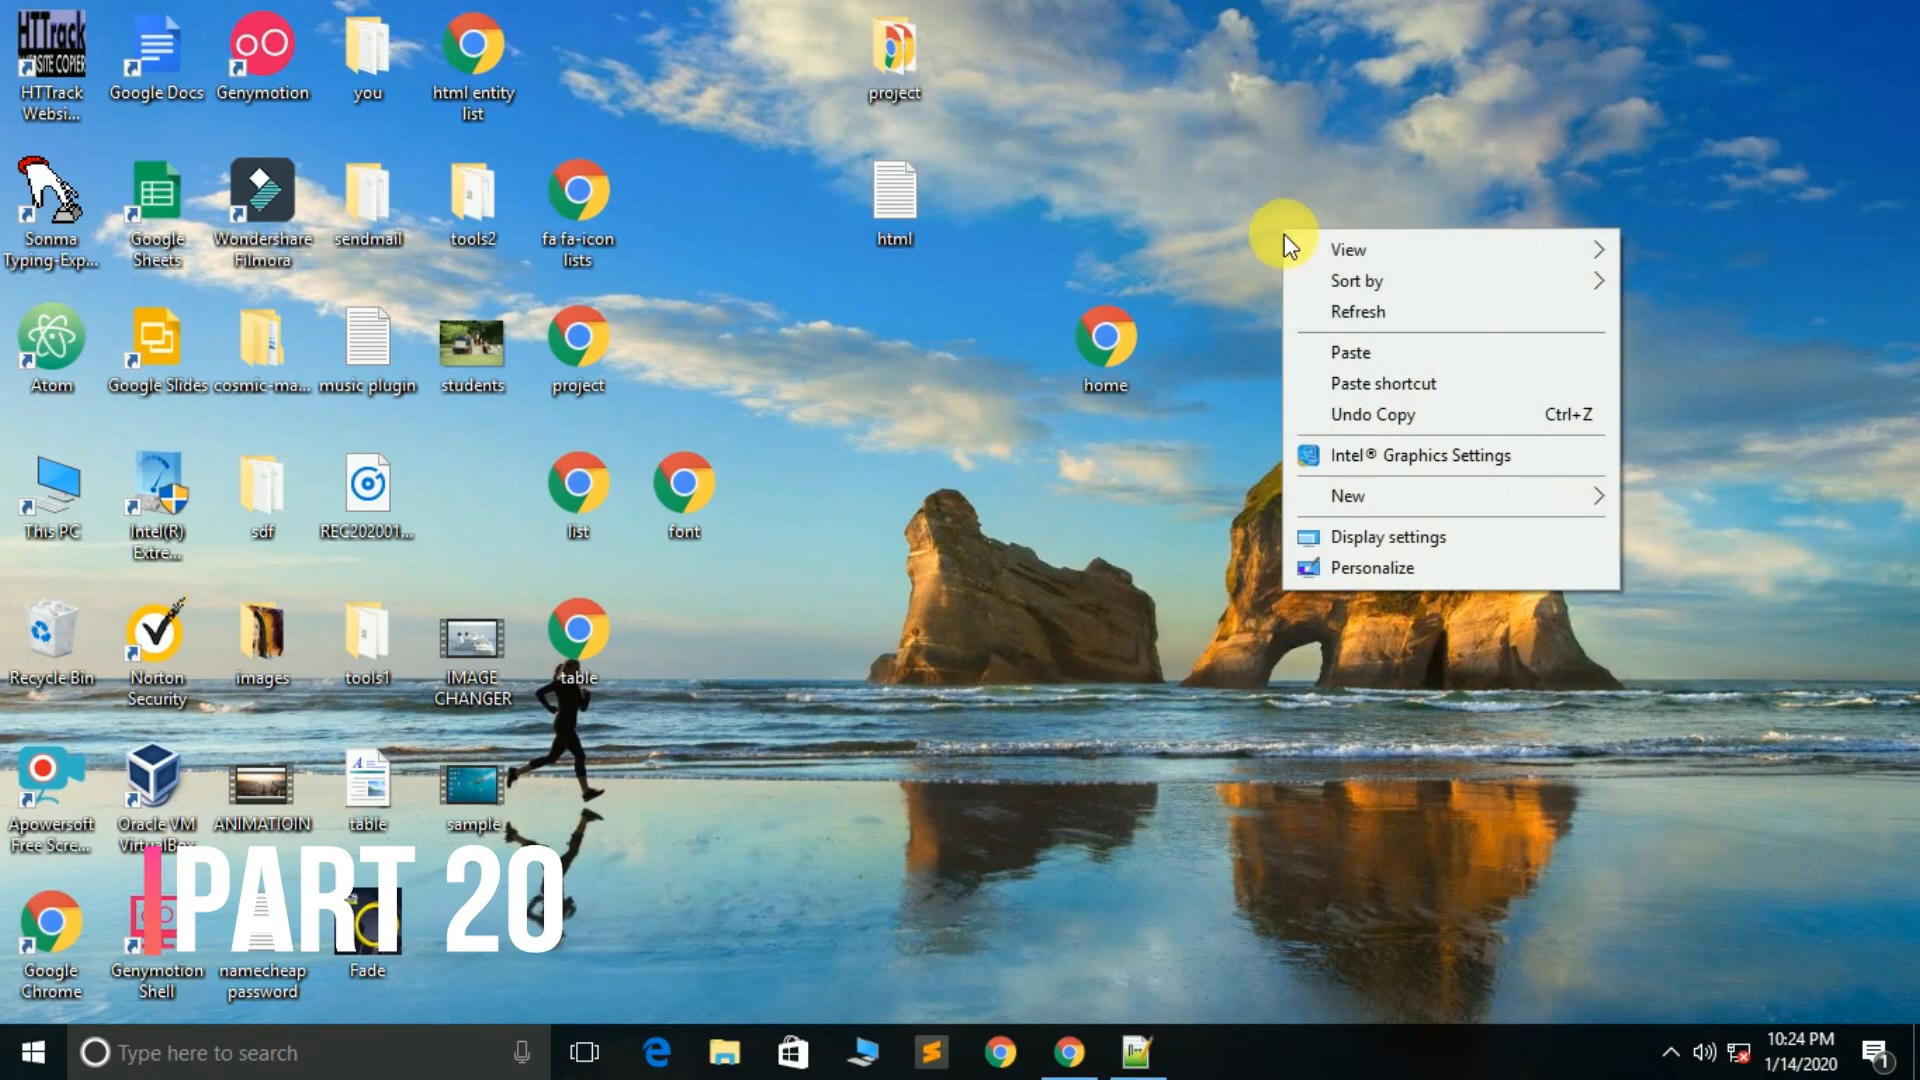 HTTrack
WEBSITE COPIER
HTTrack
Websi...
Google Docs
Genymotion
you
html entity
list
project
Sonma
Typing-Exp...
Google
Sheets
Wondershare
Filmora
sendmail
tools2
fa fa-icon
lists
html
Atom
Google Slides
cosmic-ma...
music plugin
students
project
home
This PC
Intel(R)
Extre...
sdf
REC202001...
list
font
Recycle Bin
Norton
Security
images
tools1
IMAGE
CHANGER
table
Apowersoft
Free Scre...
Oracle VM
VirtualBox
ANIMATIOIN
table
sample
PART 20
Google
Chrome
Genymotion
Shell
namecheap
password
Fade
View
Sort by
Refresh
Paste
Paste shortcut
Undo Copy Ctrl+Z
Intel® Graphics Settings
New
Display settings
Personalize
Type here to search
10:24 PM
1/14/2020
1